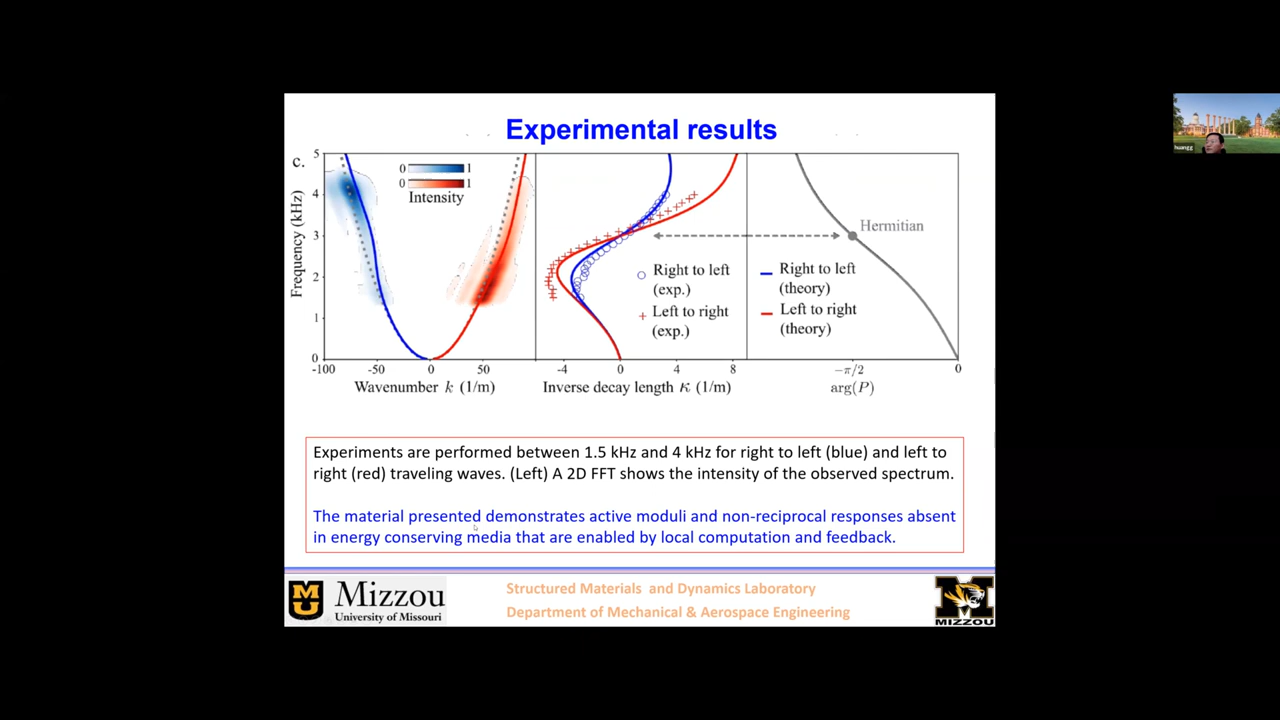 Experimental results
c.
5
4
3
2
1
0
Frequency (kHz)
0 1
0 1
Intensity
-100 -50 0 50
Wavenumber k (1/m)
-4 0 4 8
Inverse decay length κ (1/m)
Right to left
(exp.)
Left to right
(exp.)
Right to left
(theory)
Left to right
(theory)
Hermitian
−π/2 0
arg(P)
Experiments are performed between 1.5 kHz and 4 kHz for right to left (blue) and left to
right (red) traveling waves. (Left) A 2D FFT shows the intensity of the observed spectrum.
The material presented demonstrates active moduli and non-reciprocal responses absent
in energy conserving media that are enabled by local computation and feedback.
MU
Mizzou
University of Missouri
Structured Materials and Dynamics Laboratory
Department of Mechanical & Aerospace Engineering
M
MIZZOU
huangg